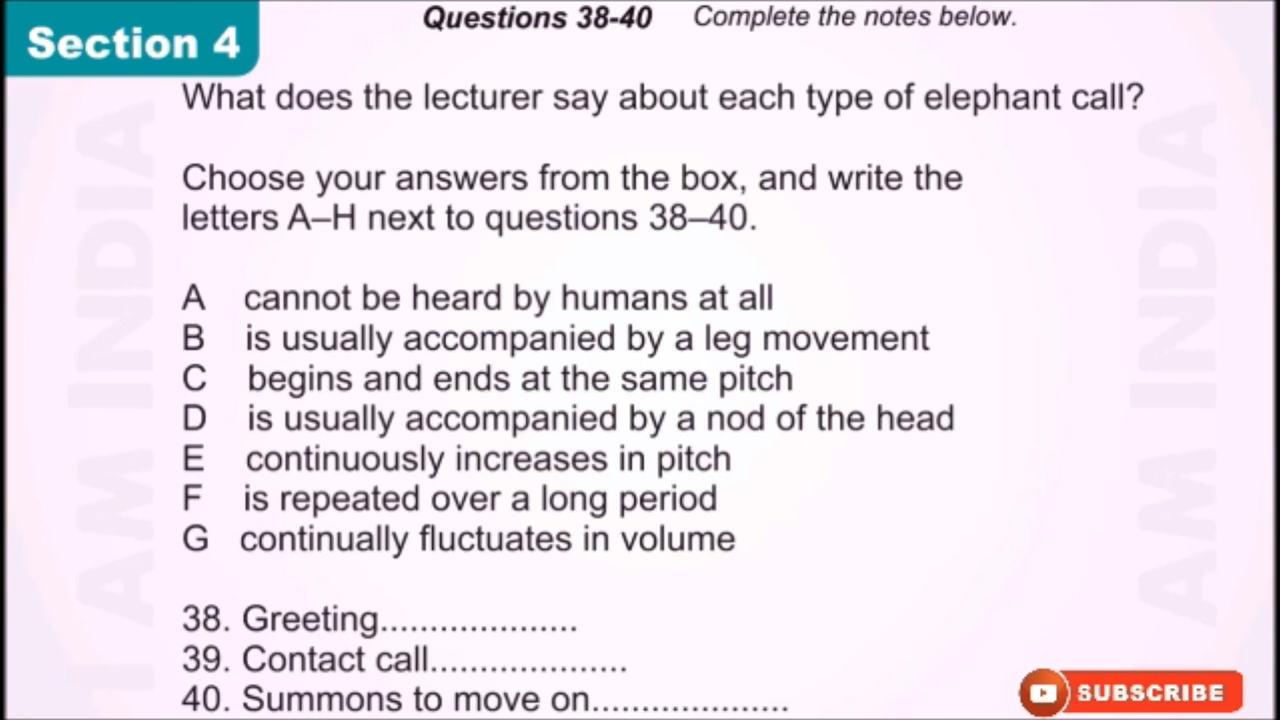 Section 4
Questions 38-40 Complete the notes below.
What does the lecturer say about each type of elephant call?
Choose your answers from the box, and write the
letters A–H next to questions 38–40.
A cannot be heard by humans at all
B is usually accompanied by a leg movement
C begins and ends at the same pitch
D is usually accompanied by a nod of the head
E continuously increases in pitch
F is repeated over a long period
G continually fluctuates in volume
38. Greeting....................
39. Contact call....................
40. Summons to move on....................
SUBSCRIBE
I AM INDIA
I AM INDIA